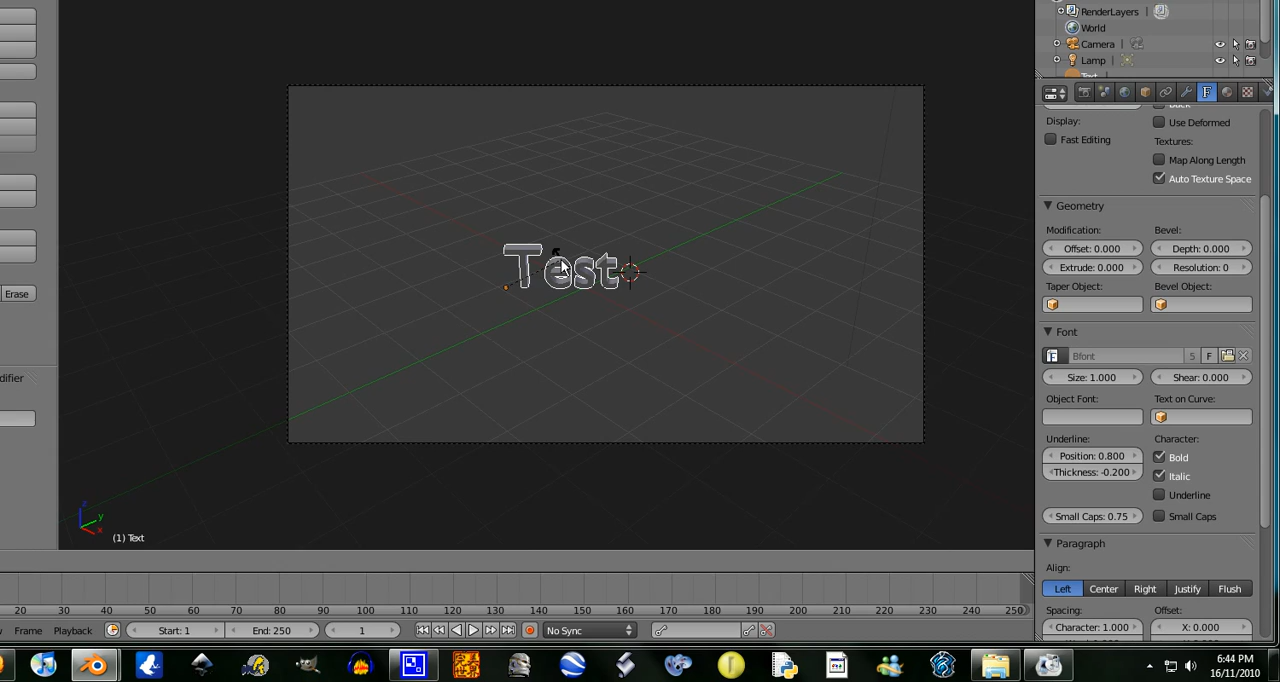 RenderLayers
World
Camera
Lamp
Display:
Use Deformed
Fast Editing
Textures:
Map Along Length
Auto Texture Space
Geometry
Modification:
Bevel:
Offset: 0.000
Depth: 0.000
Extrude: 0.000
Resolution: 0
Taper Object:
Bevel Object:
Font
Bfont
5
F
Size: 1.000
Shear: 0.000
Object Font:
Text on Curve:
Underline:
Character:
Position: 0.800
Bold
Thickness: -0.200
Italic
Underline
Small Caps: 0.75
Small Caps
Paragraph
Align:
Left
Center
Right
Justify
Flush
Spacing:
Offset:
Character: 1.000
X: 0.000
Test
Erase
difier
z
y
x
(1) Text
20 30 40 50 60 70 80 90 100 110 120 130 140 150 160 170 180 190 200 210 220 230 240 250
Frame
Playback
Start: 1
End: 250
1
No Sync
6:44 PM
16/11/2010